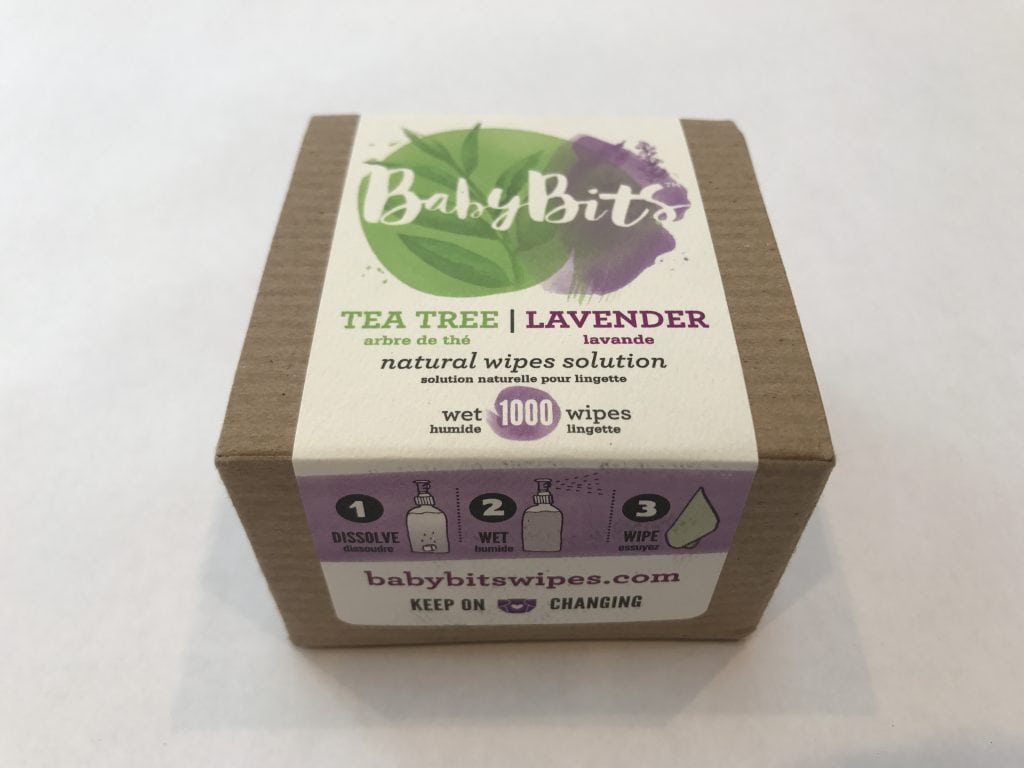 BabyBits™
TEA TREE | LAVENDER
arbre de thé lavande
natural wipes solution
solution naturelle pour lingette
wet 1000 wipes
humide lingette
1 2 3
DISSOLVE WET WIPE
dissoudre humide essuyez
babybitswipes.com
KEEP ON CHANGING